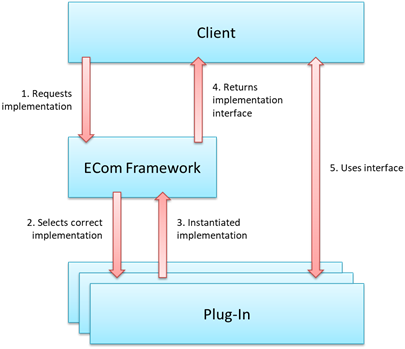 Client
1. Requests
implementation
4. Returns
implementation
interface
ECom Framework
5. Uses interface
2. Selects correct
implementation
3. Instantiated
implementation
Plug-In